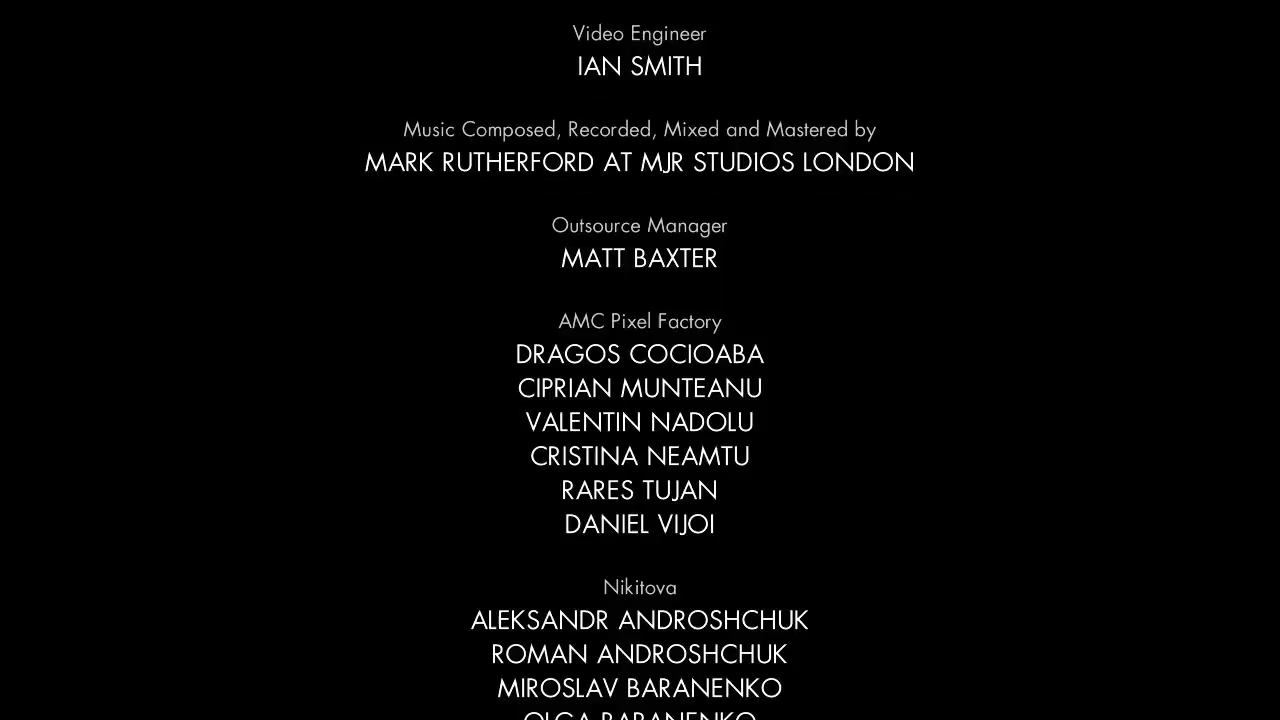 Video Engineer
IAN SMITH
Music Composed, Recorded, Mixed and Mastered by
MARK RUTHERFORD AT MJR STUDIOS LONDON
Outsource Manager
MATT BAXTER
AMC Pixel Factory
DRAGOS COCIOABA
CIPRIAN MUNTEANU
VALENTIN NADOLU
CRISTINA NEAMTU
RARES TUJAN
DANIEL VIJOI
Nikitova
ALEKSANDR ANDROSHCHUK
ROMAN ANDROSHCHUK
MIROSLAV BARANENKO
OLGA BARANENKO